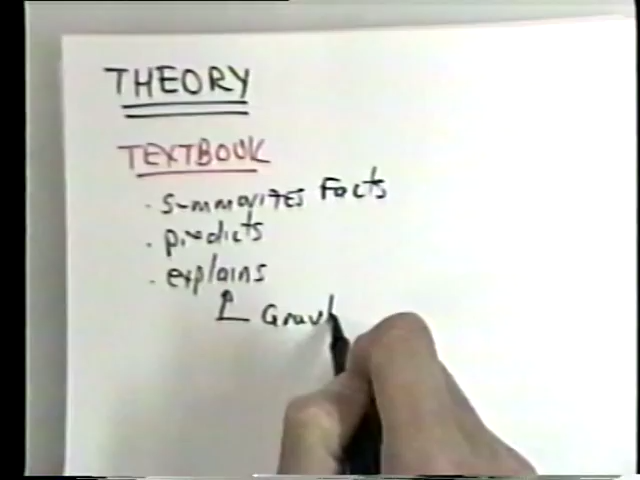 THEORY
TEXTBOOK
· SummarizES Facts
· predicts
· explains
Grav